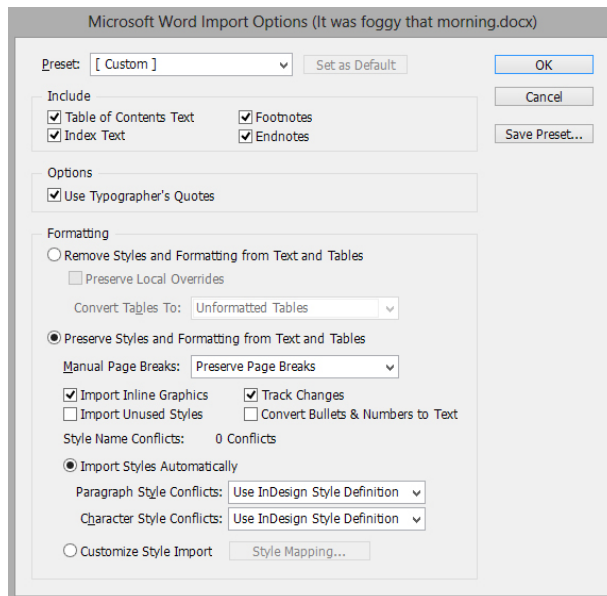 Microsoft Word Import Options (It was foggy that morning.docx)
Preset: [ Custom ] Set as Default OK
Cancel
Save Preset...
Include
Table of Contents Text Footnotes
Index Text Endnotes
Options
Use Typographer's Quotes
Formatting
Remove Styles and Formatting from Text and Tables
Preserve Local Overrides
Convert Tables To: Unformatted Tables
Preserve Styles and Formatting from Text and Tables
Manual Page Breaks: Preserve Page Breaks
Import Inline Graphics Track Changes
Import Unused Styles Convert Bullets & Numbers to Text
Style Name Conflicts: 0 Conflicts
Import Styles Automatically
Paragraph Style Conflicts: Use InDesign Style Definition
Character Style Conflicts: Use InDesign Style Definition
Customize Style Import Style Mapping...